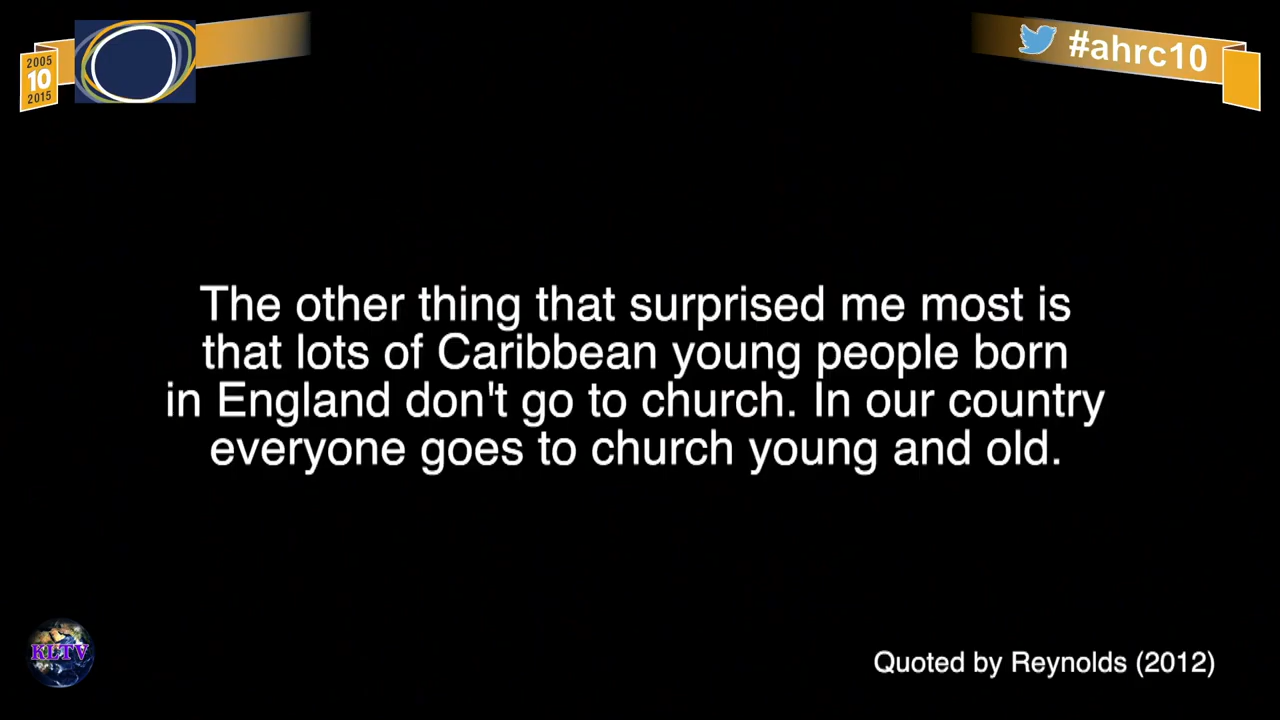 2005
10
2015
#ahrc10
The other thing that surprised me most is
that lots of Caribbean young people born
in England don't go to church. In our country
everyone goes to church young and old.
KLTV
Quoted by Reynolds (2012)